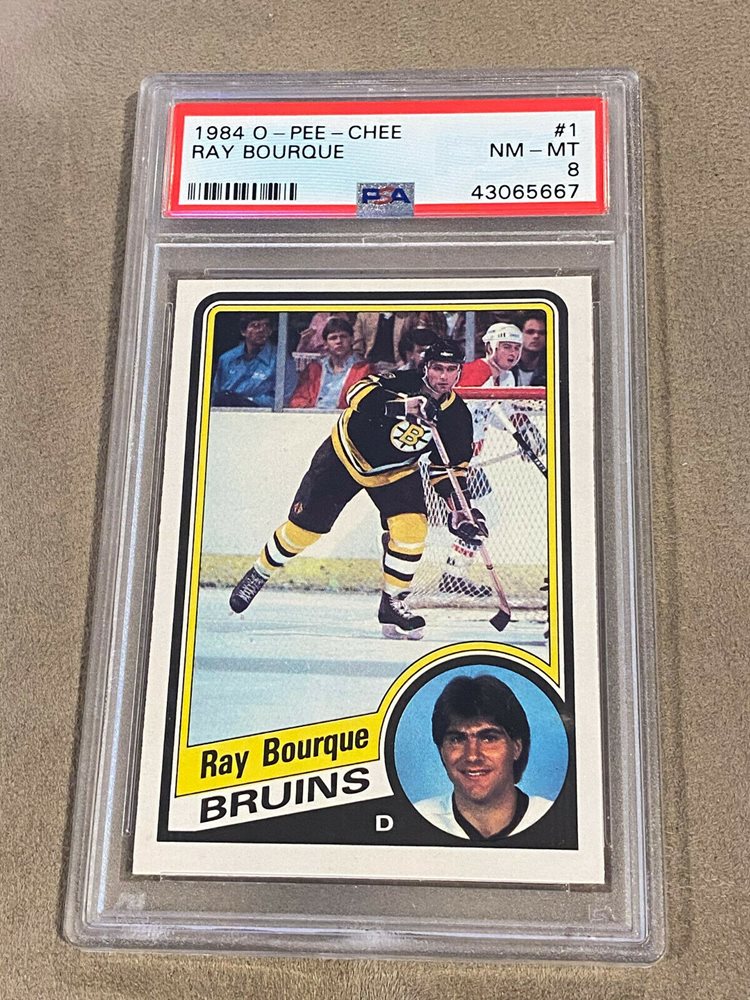 1984 O-PEE-CHEE #1
RAY BOURQUE NM-MT
8
PSA 43065667
B
Ray Bourque
BRUINS
D